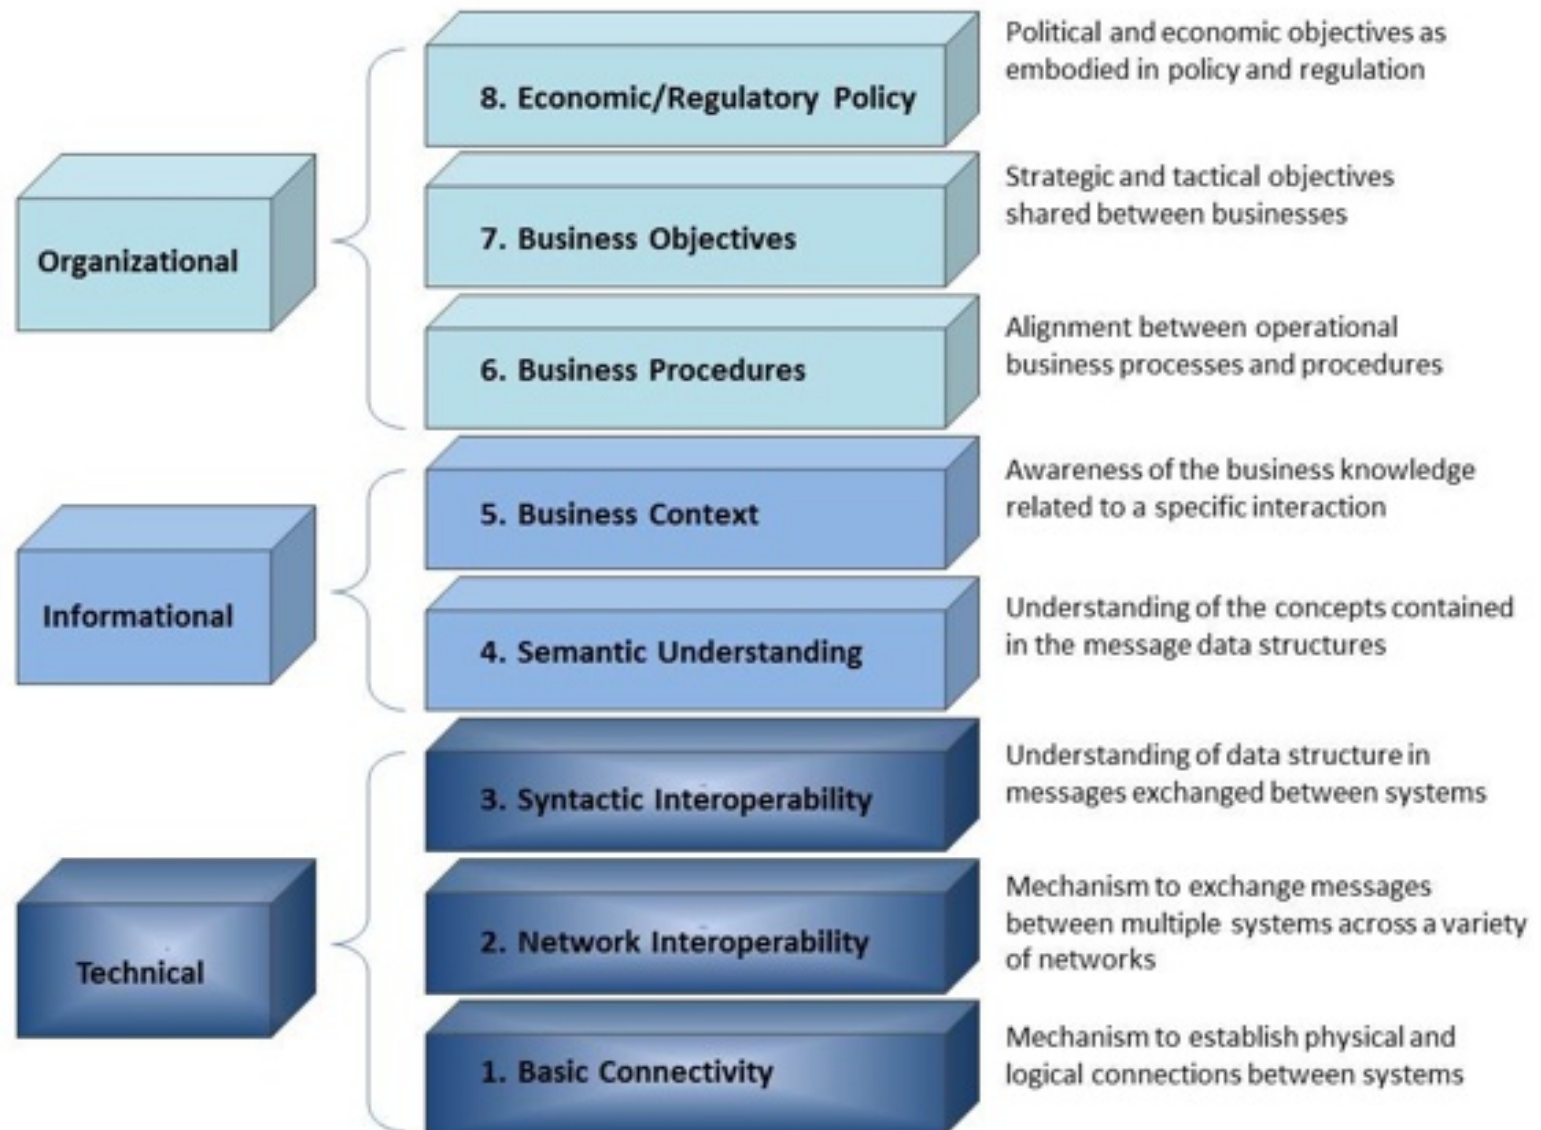 Organizational
8. Economic/Regulatory Policy
Political and economic objectives as
embodied in policy and regulation
7. Business Objectives
Strategic and tactical objectives
shared between businesses
6. Business Procedures
Alignment between operational
business processes and procedures
Informational
5. Business Context
Awareness of the business knowledge
related to a specific interaction
4. Semantic Understanding
Understanding of the concepts contained
in the message data structures
Technical
3. Syntactic Interoperability
Understanding of data structure in
messages exchanged between systems
2. Network Interoperability
Mechanism to exchange messages
between multiple systems across a variety
of networks
1. Basic Connectivity
Mechanism to establish physical and
logical connections between systems